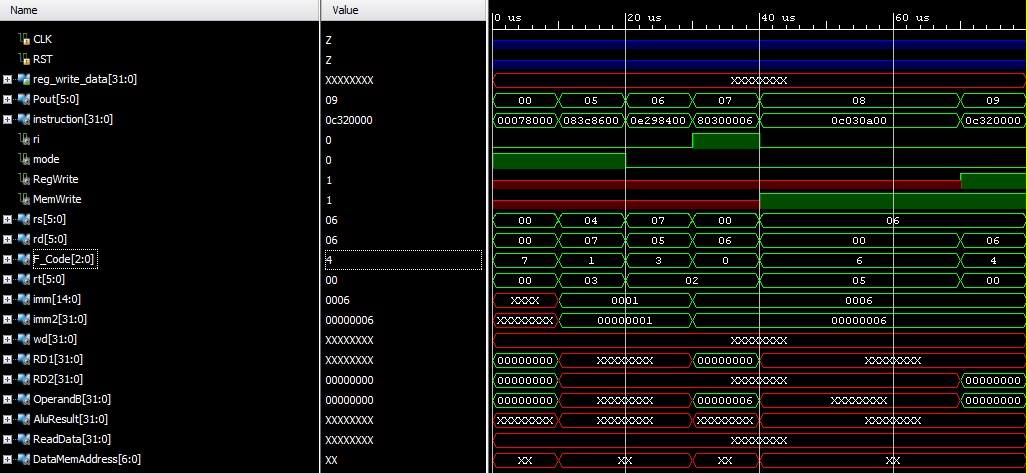 Name Value 0 us 20 us 40 us 60 us
CLK Z
RST Z
reg_write_data[31:0] XXXXXXXX XXXXXXXX
Pout[5:0] 09 00 05 06 07 08 09
instruction[31:0] 0c320000 00078000 083c8600 0e298400 80300006 0c030a00 0c320000
ri 0
mode 0
RegWrite 1
MemWrite 1
rs[5:0] 06 00 04 07 00 06
rd[5:0] 06 00 07 05 06 00 06
F_Code[2:0] 4 7 1 3 0 6 4
rt[5:0] 00 00 03 02 05 00
imm[14:0] 0006 XXXX 0001 0006
imm2[31:0] 00000006 XXXXXXXX 00000001 00000006
wd[31:0] XXXXXXXX XXXXXXXX
RD1[31:0] XXXXXXXX 00000000 XXXXXXXX 00000000 XXXXXXXX
RD2[31:0] 00000000 00000000 XXXXXXXX 00000000
OperandB[31:0] 00000000 00000000 XXXXXXXX 00000006 XXXXXXXX 00000000
AluResult[31:0] XXXXXXXX XXXXXXXX XXXXXXXX XXXXXXXX XXXXXXXX
ReadData[31:0] XXXXXXXX XXXXXXXX
DataMemAddress[6:0] XX XX XX XX XX